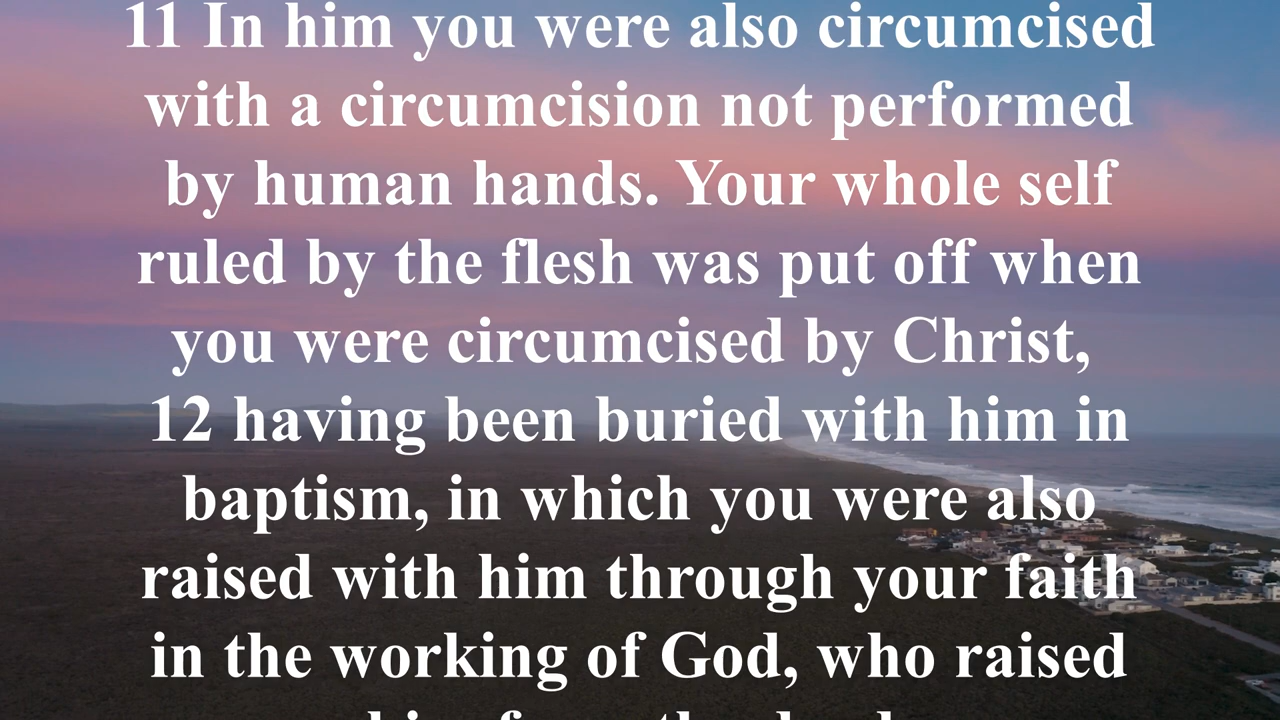 11 In him you were also circumcised
with a circumcision not performed
by human hands. Your whole self
ruled by the flesh was put off when
you were circumcised by Christ,
12 having been buried with him in
baptism, in which you were also
raised with him through your faith
in the working of God, who raised